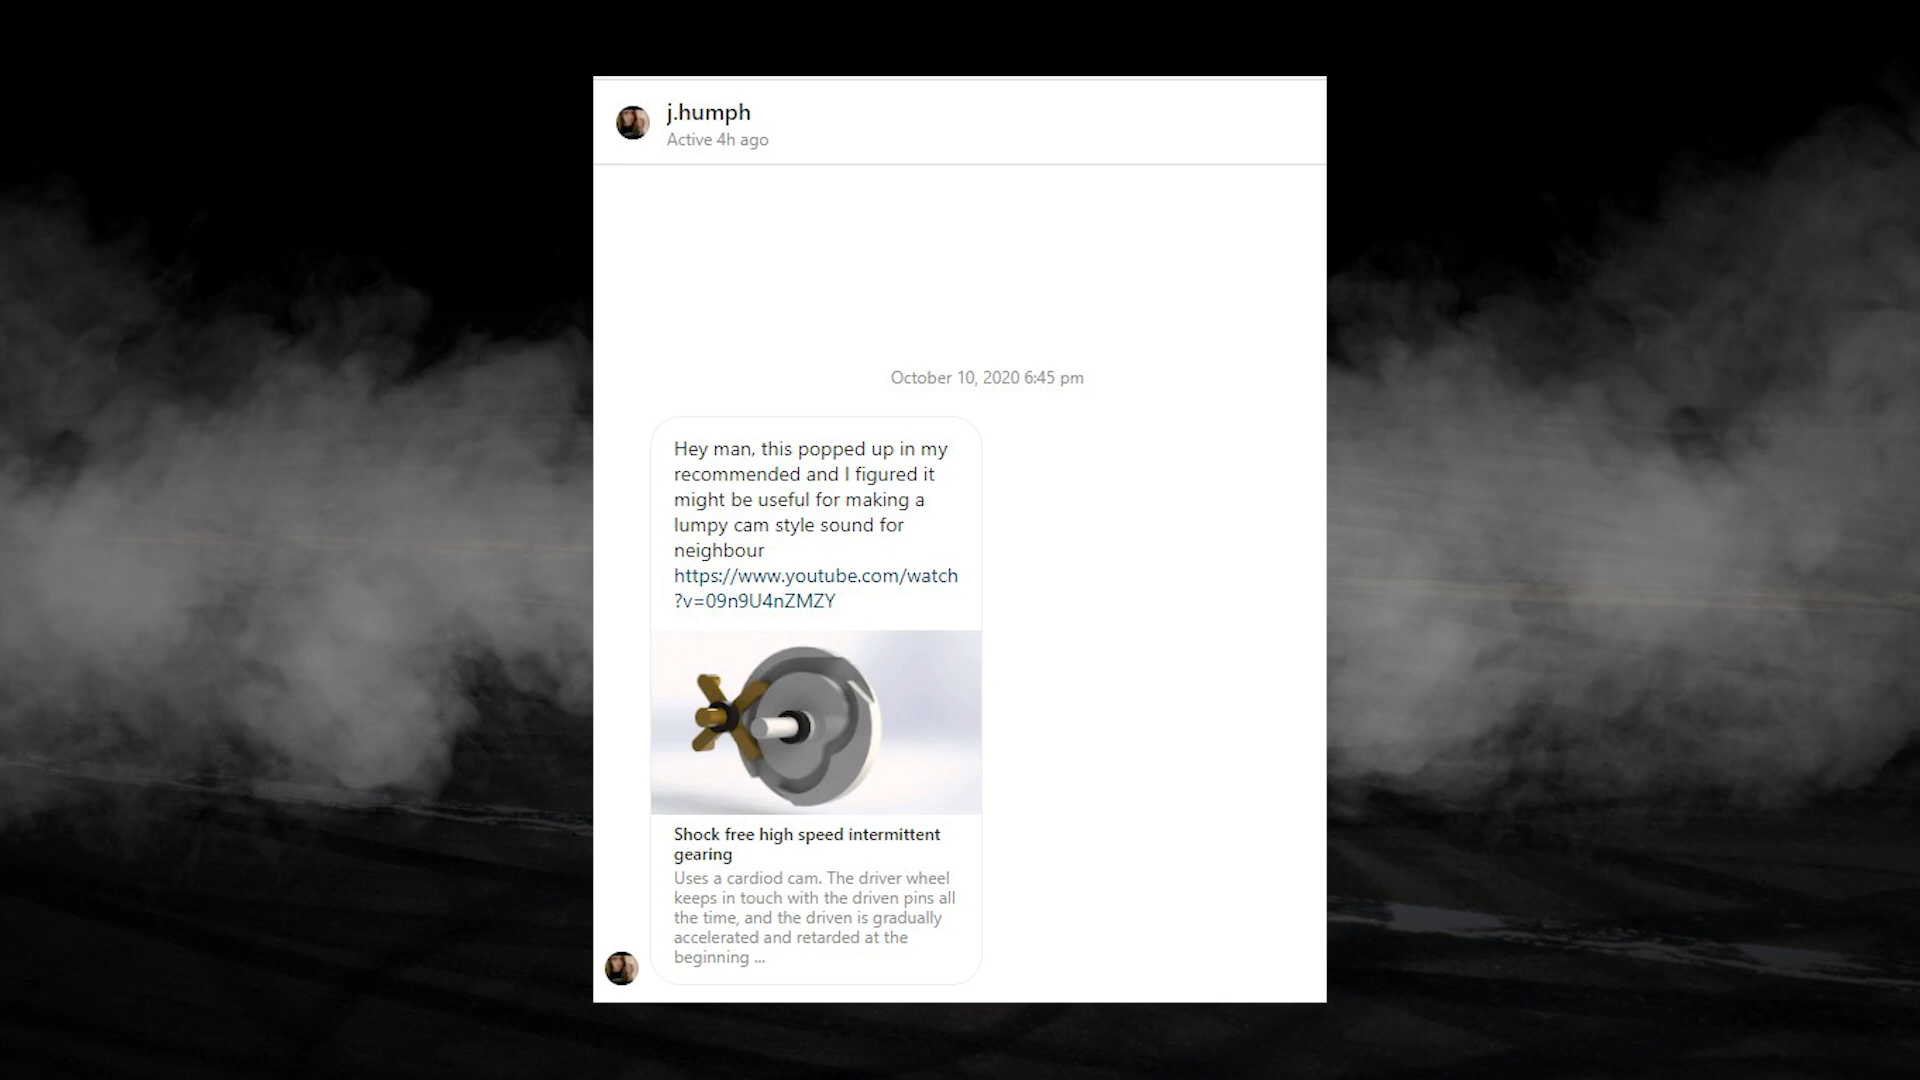 j.humph
Active 4h ago
October 10, 2020 6:45 pm
Hey man, this popped up in my
recommended and I figured it
might be useful for making a
lumpy cam style sound for
neighbour
https://www.youtube.com/watch
?v=09n9U4nZMZY
Shock free high speed intermittent
gearing
Uses a cardiod cam. The driver wheel
keeps in touch with the driven pins all
the time, and the driven is gradually
accelerated and retarded at the
beginning ...